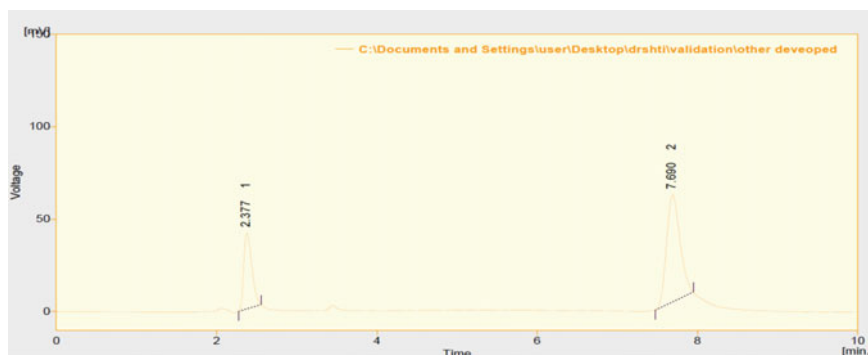 [mV]
150
C:\Documents and Settings\user\Desktop\drshti\validation\other deveoped
100
50
0
Voltage
2.377 1
7.690 2
0 2 4 6 8 10
Time [min.